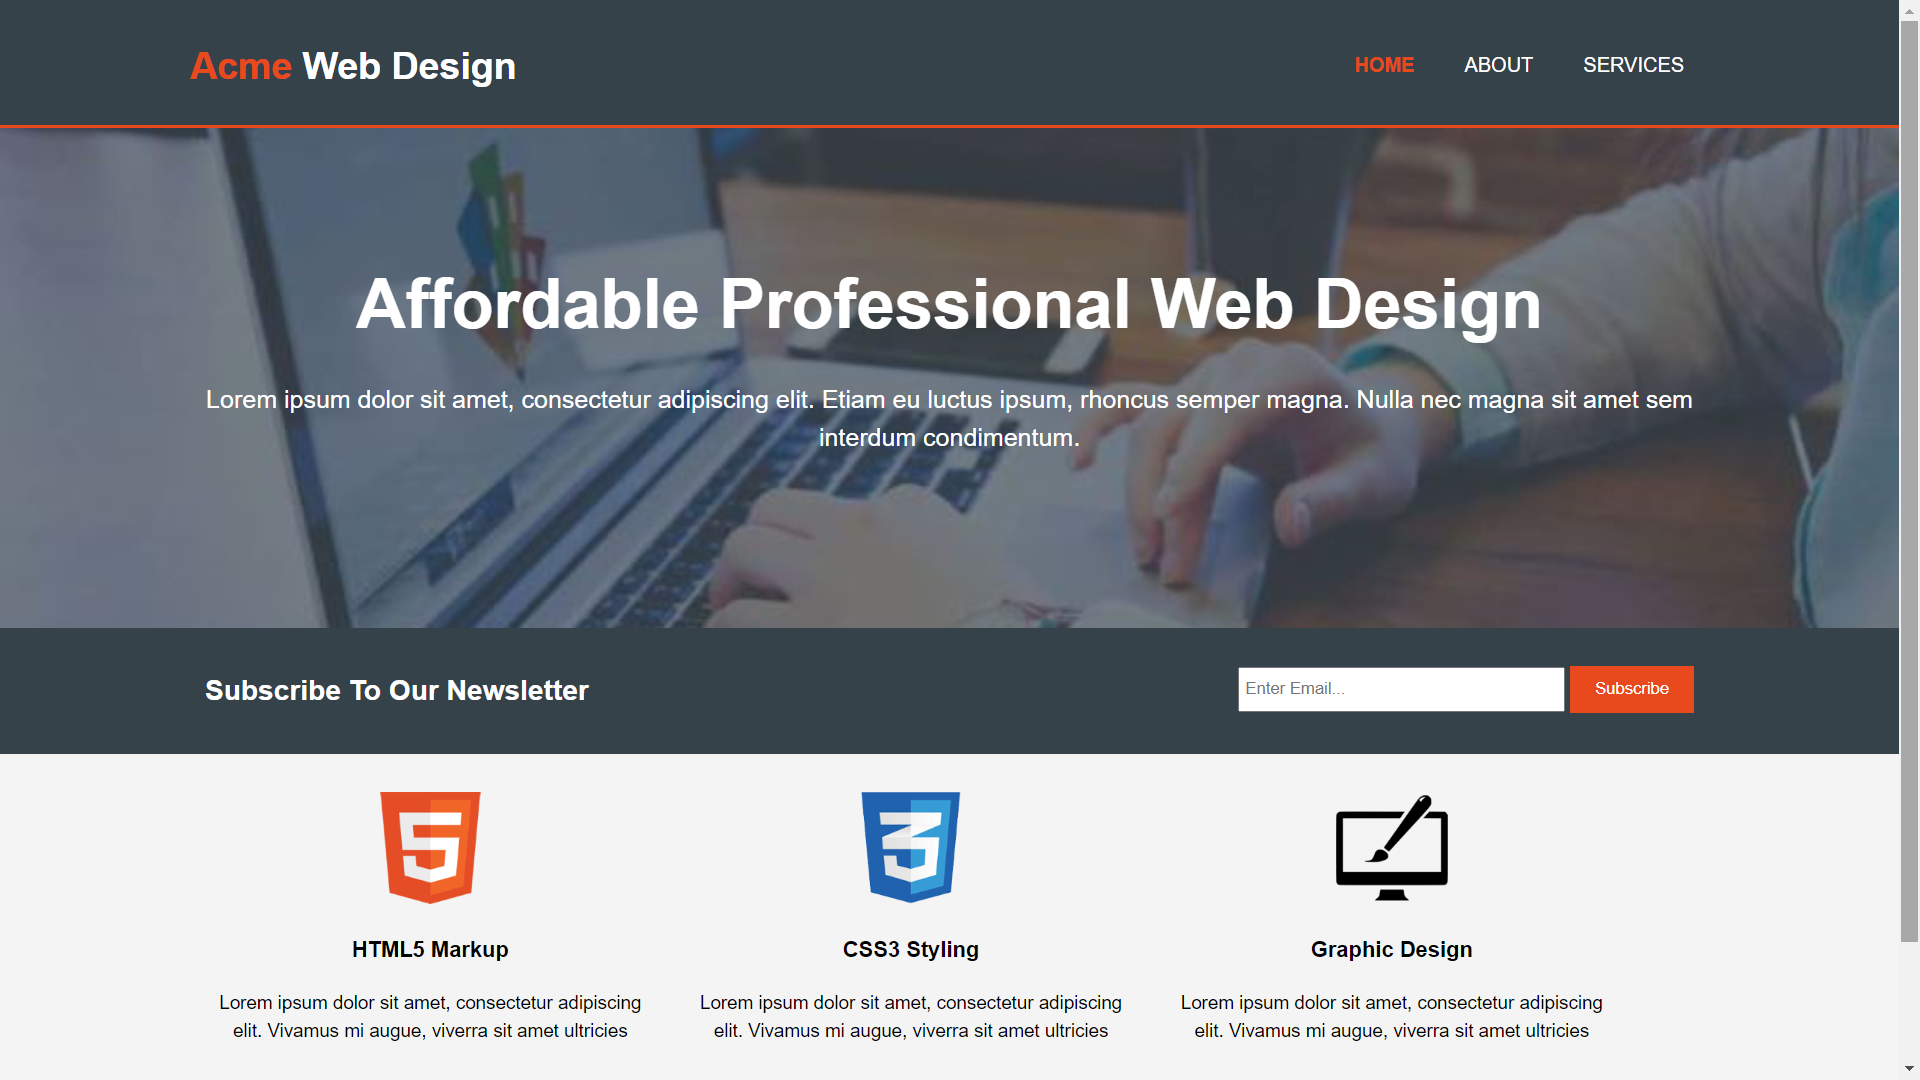 Acme Web Design
HOME ABOUT SERVICES
Affordable Professional Web Design
Lorem ipsum dolor sit amet, consectetur adipiscing elit. Etiam eu luctus ipsum, rhoncus semper magna. Nulla nec magna sit amet sem
interdum condimentum.
Subscribe To Our Newsletter
Enter Email...
Subscribe
HTML5 Markup
Lorem ipsum dolor sit amet, consectetur adipiscing
elit. Vivamus mi augue, viverra sit amet ultricies
CSS3 Styling
Lorem ipsum dolor sit amet, consectetur adipiscing
elit. Vivamus mi augue, viverra sit amet ultricies
Graphic Design
Lorem ipsum dolor sit amet, consectetur adipiscing
elit. Vivamus mi augue, viverra sit amet ultricies